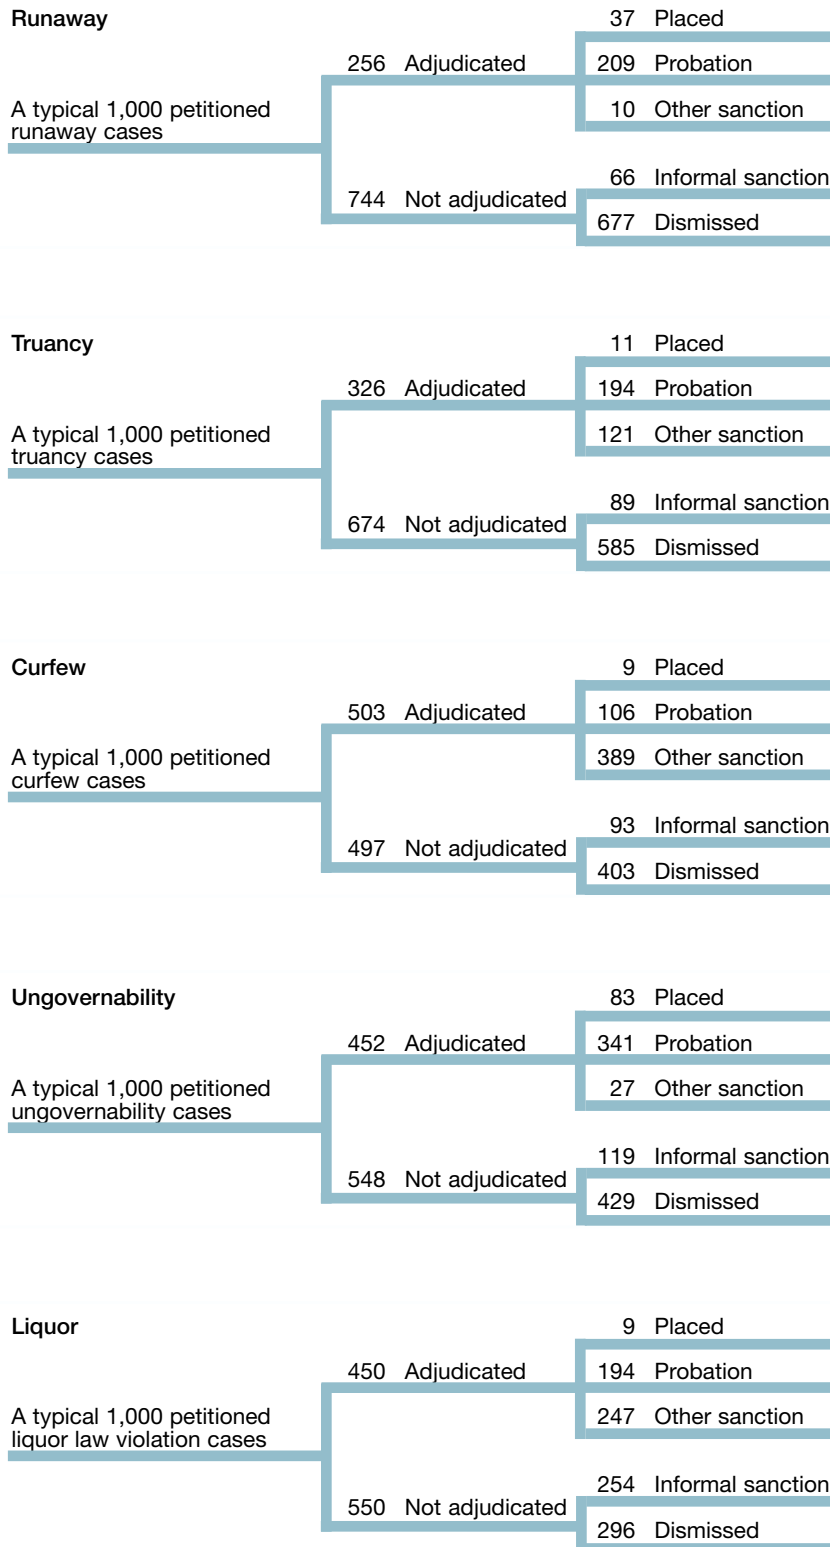 Runaway
37 Placed
256 Adjudicated 209 Probation
A typical 1,000 petitioned
runaway cases
10 Other sanction
66 Informal sanction
744 Not adjudicated
677 Dismissed
Truancy
11 Placed
326 Adjudicated 194 Probation
A typical 1,000 petitioned
truancy cases
121 Other sanction
89 Informal sanction
674 Not adjudicated
585 Dismissed
Curfew
9 Placed
503 Adjudicated 106 Probation
A typical 1,000 petitioned
curfew cases
389 Other sanction
93 Informal sanction
497 Not adjudicated
403 Dismissed
Ungovernability
83 Placed
452 Adjudicated 341 Probation
A typical 1,000 petitioned
ungovernability cases
27 Other sanction
119 Informal sanction
548 Not adjudicated
429 Dismissed
Liquor
9 Placed
450 Adjudicated 194 Probation
A typical 1,000 petitioned
liquor law violation cases
247 Other sanction
254 Informal sanction
550 Not adjudicated
296 Dismissed